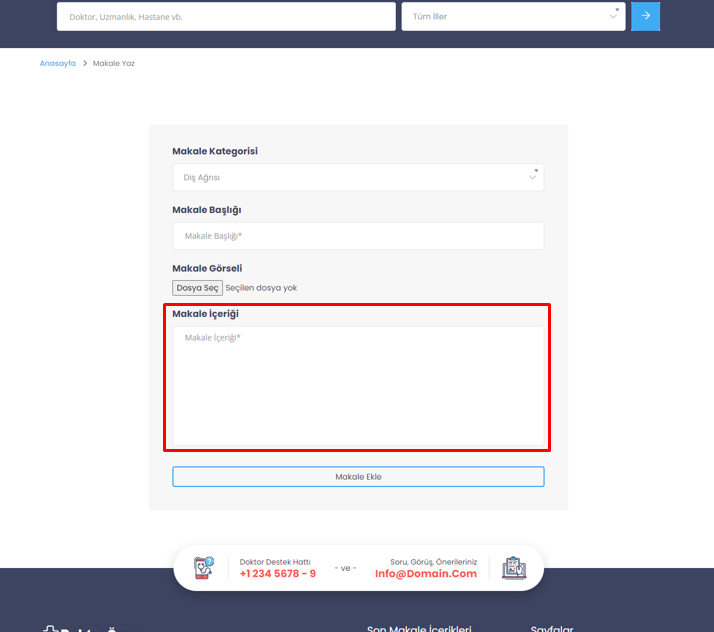 Doktor, Uzmanlık, Hastane vb.
Tüm İller
Anasayfa > Makale Yaz
Makale Kategorisi
Diş Ağrısı
Makale Başlığı
Makale Başlığı*
Makale Görseli
Dosya Seç Seçilen dosya yok
Makale İçeriği
Makale İçeriği*
Makale Ekle
Doktor Destek Hattı
+1 234 5678 - 9
- ve -
Soru, Görüş, Önerileriniz
Info@Domain.Com
Son Makale İçerikleri
Sayfalar